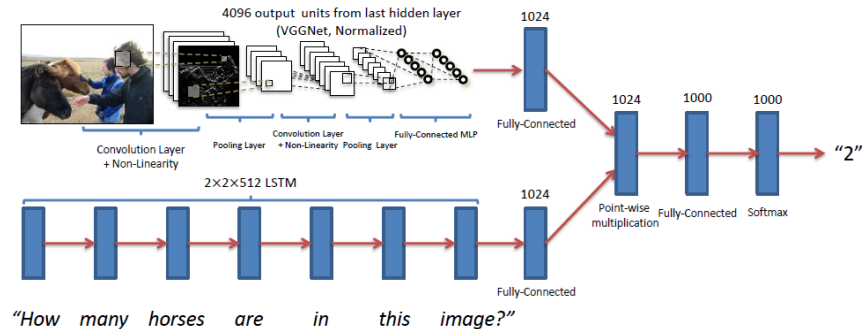 4096 output units from last hidden layer
(VGGNet, Normalized)
1024
Convolution Layer
+ Non-Linearity
Pooling Layer
Convolution Layer
+ Non-Linearity
Pooling Layer
Fully-Connected MLP
Fully-Connected
1024
1000
1000
"2"
2×2×512 LSTM
1024
Point-wise
multiplication
Fully-Connected
Softmax
Fully-Connected
"How many horses are in this image?"